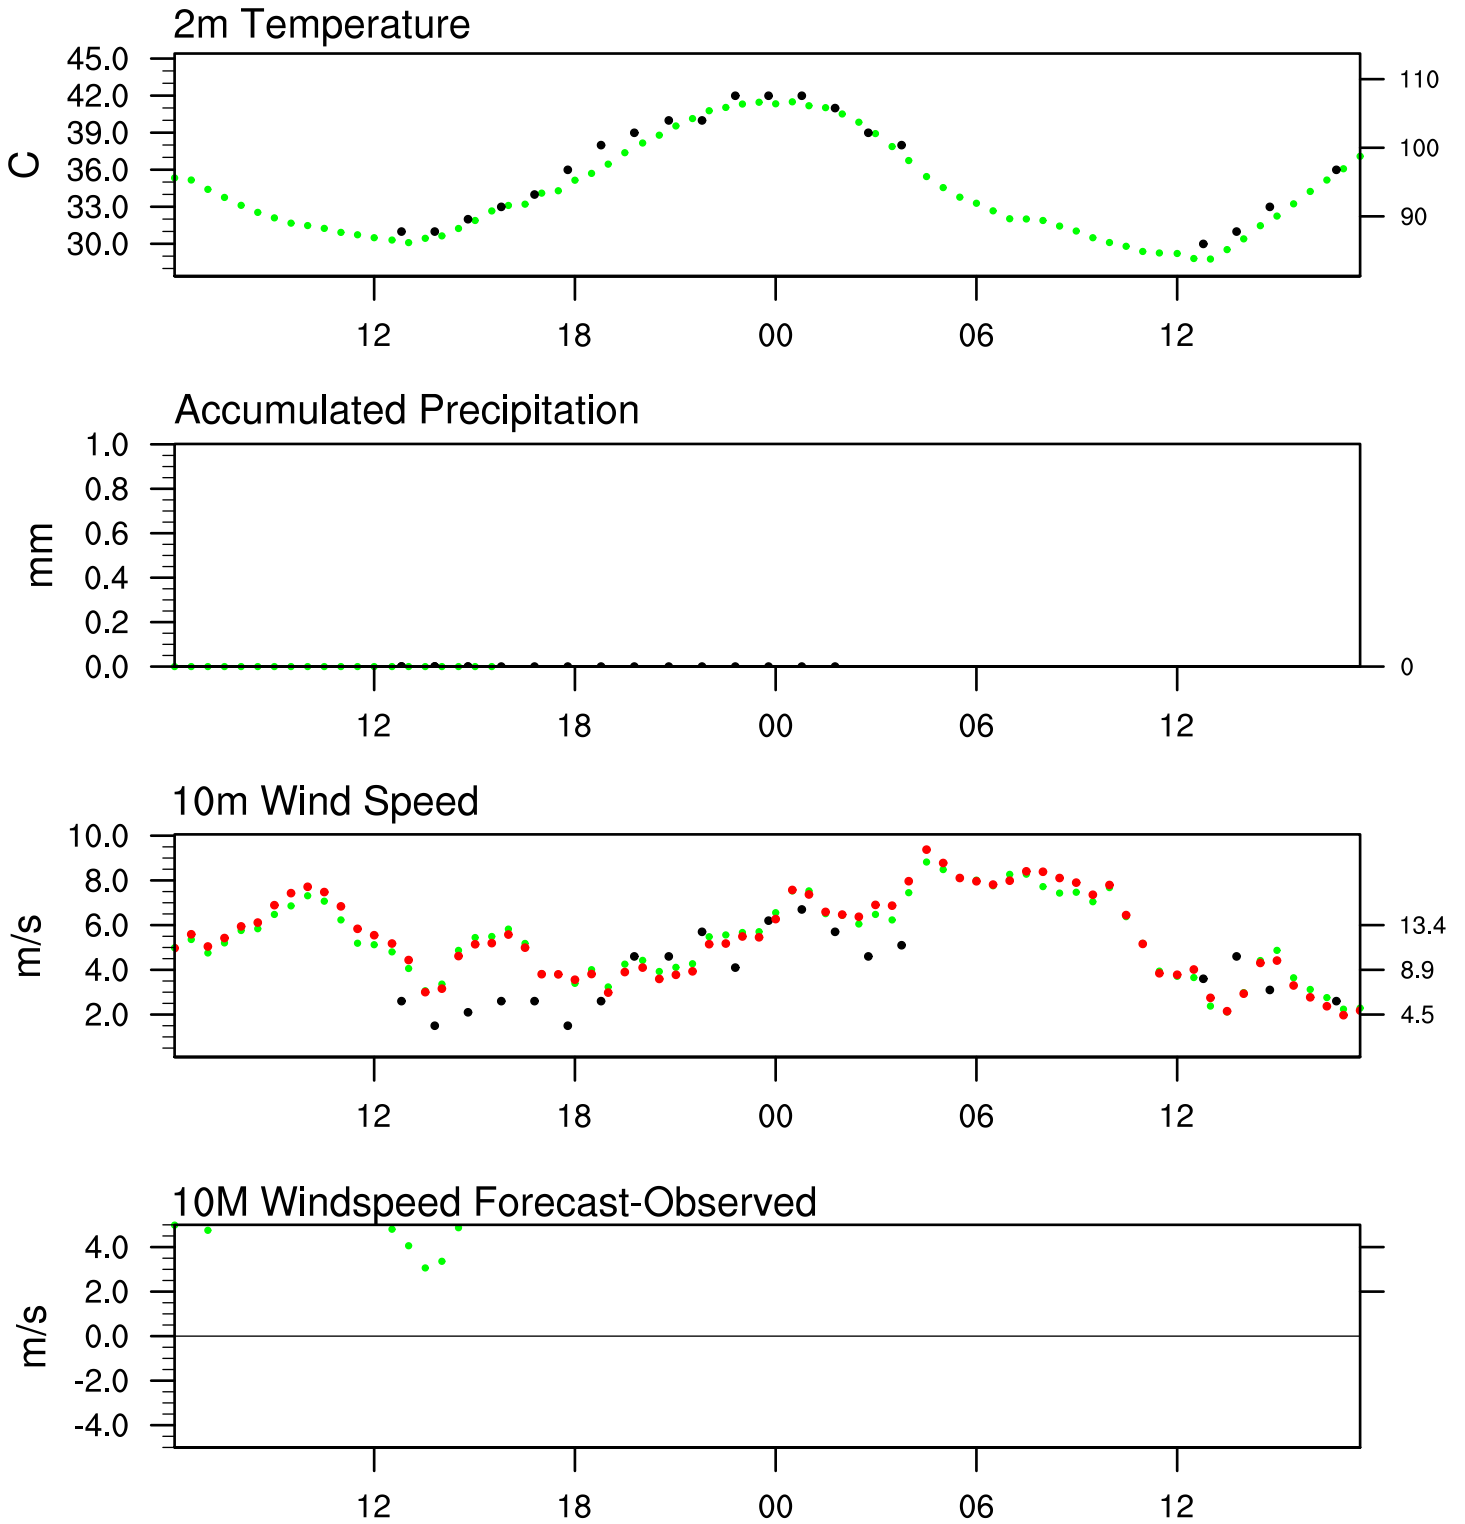 2m Temperature
45.0
42.0
39.0
36.0
33.0
30.0
C
110
100
90
12 18 00 06 12
Accumulated Precipitation
1.0
0.8
0.6
0.4
0.2
0.0
mm
0
12 18 00 06 12
10m Wind Speed
10.0
8.0
6.0
4.0
2.0
m/s
13.4
8.9
4.5
12 18 00 06 12
10M Windspeed Forecast-Observed
4.0
2.0
0.0
-2.0
-4.0
m/s
12 18 00 06 12